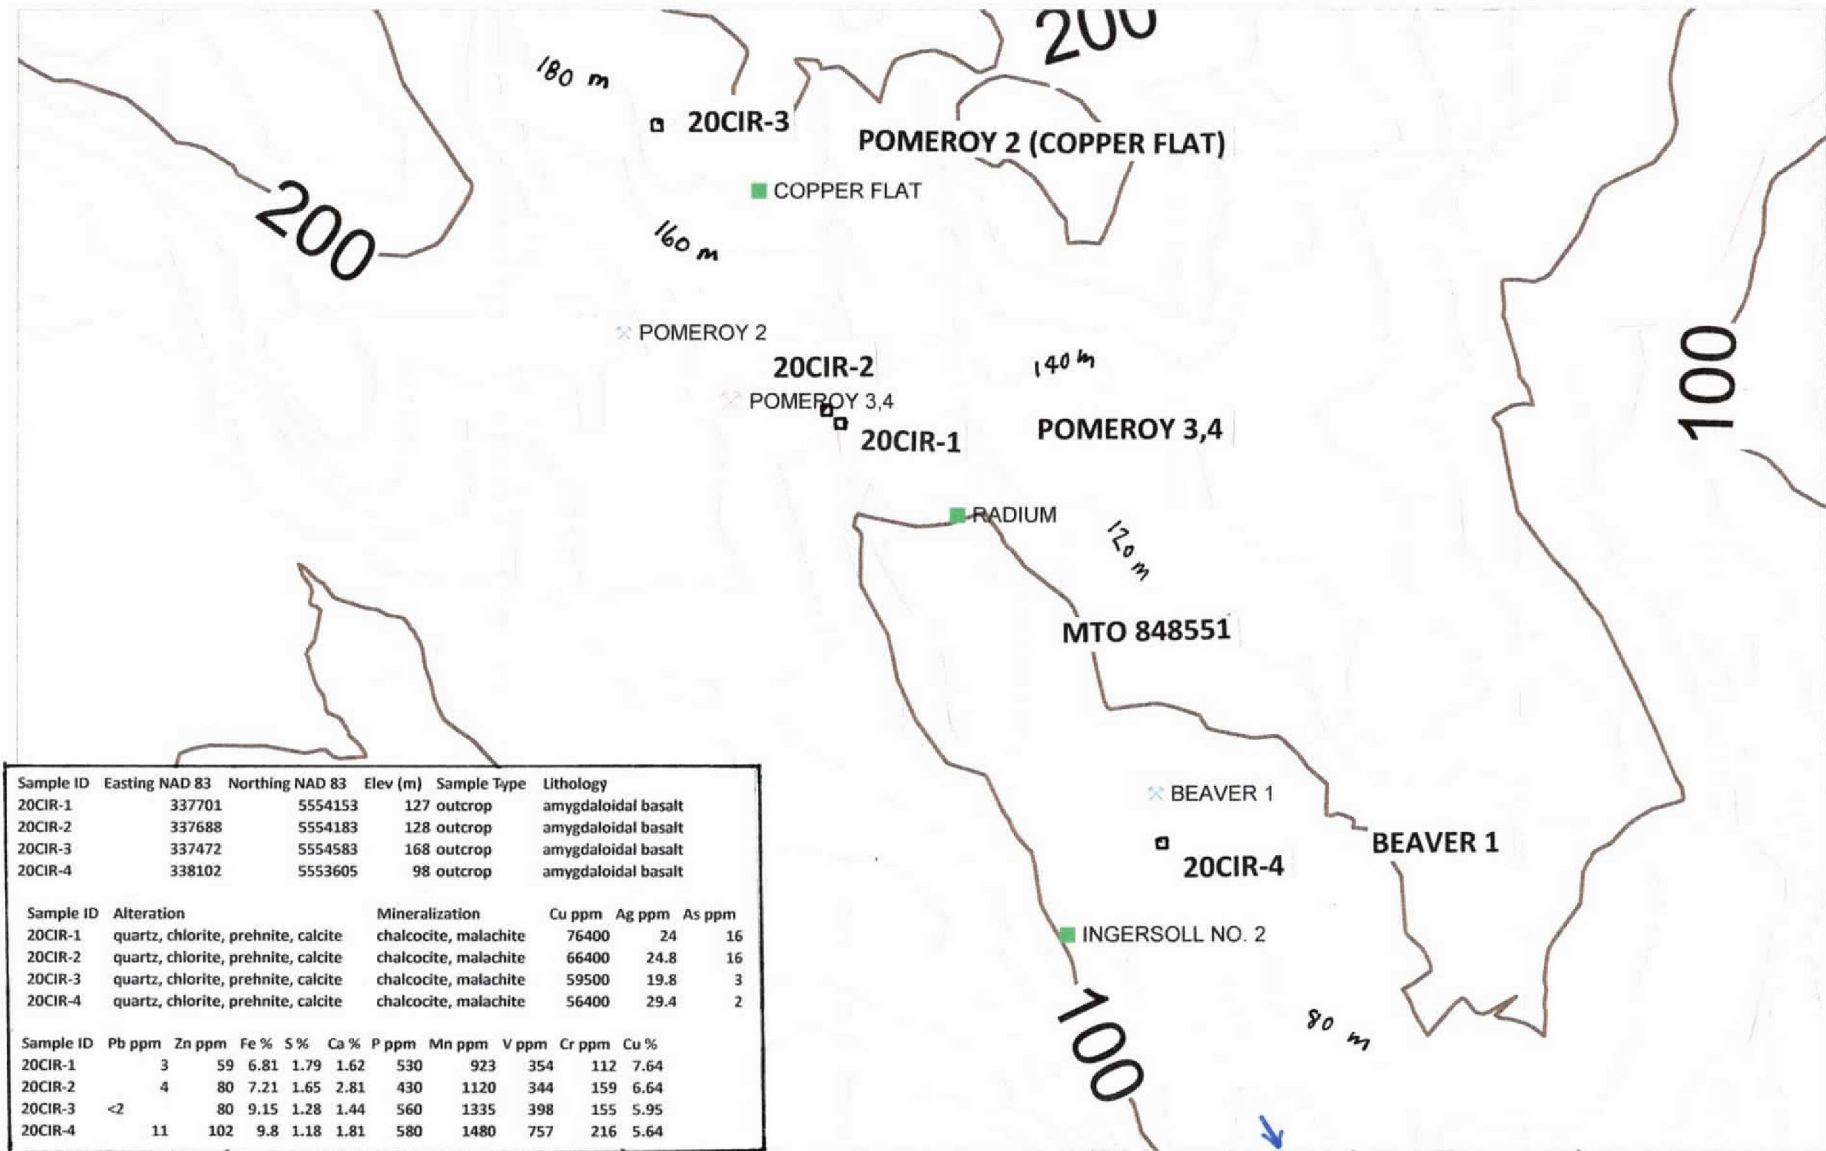 200
180 m
20CIR-3
POMEROY 2 (COPPER FLAT)
COPPER FLAT
200
160 m
POMEROY 2
20CIR-2
140 m
100
POMEROY 3,4
20CIR-1
POMEROY 3,4
RADIUM
120 m
MTO 848551
BEAVER 1
BEAVER 1
20CIR-4
INGERSOLL NO. 2
100
80 m
Sample ID Easting NAD 83 Northing NAD 83 Elev (m) Sample Type Lithology
20CIR-1 337701 5554153 127 outcrop amygdaloidal basalt
20CIR-2 337688 5554183 128 outcrop amygdaloidal basalt
20CIR-3 337472 5554583 168 outcrop amygdaloidal basalt
20CIR-4 338102 5553605 98 outcrop amygdaloidal basalt
Sample ID Alteration Mineralization Cu ppm Ag ppm As ppm
20CIR-1 quartz, chlorite, prehnite, calcite chalcocite, malachite 76400 24 16
20CIR-2 quartz, chlorite, prehnite, calcite chalcocite, malachite 66400 24.8 16
20CIR-3 quartz, chlorite, prehnite, calcite chalcocite, malachite 59500 19.8 3
20CIR-4 quartz, chlorite, prehnite, calcite chalcocite, malachite 56400 29.4 2
Sample ID Pb ppm Zn ppm Fe % S % Ca % P ppm Mn ppm V ppm Cr ppm Cu %
20CIR-1 3 59 6.81 1.79 1.62 530 923 354 112 7.64
20CIR-2 4 80 7.21 1.65 2.81 430 1120 344 159 6.64
20CIR-3 <2 80 9.15 1.28 1.44 560 1335 398 155 5.95
20CIR-4 11 102 9.8 1.18 1.81 580 1480 757 216 5.64